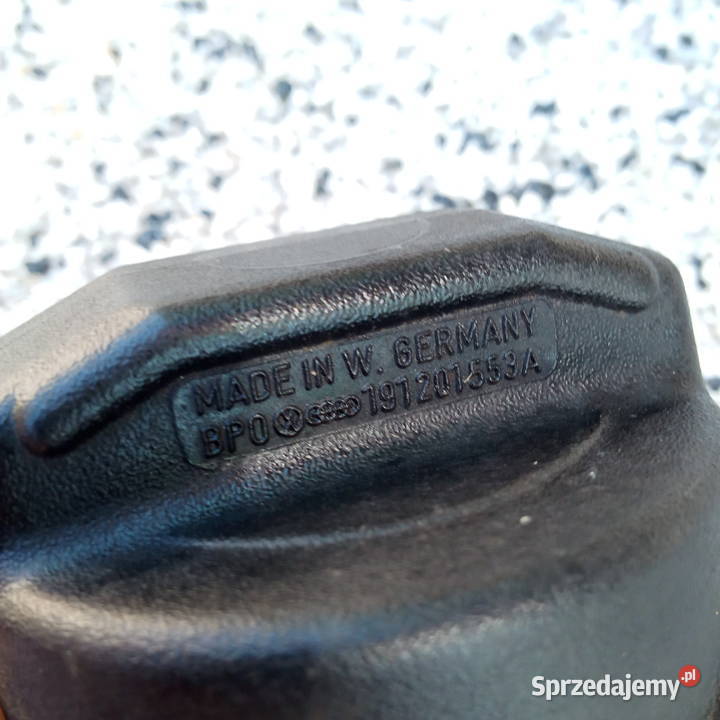 MADE IN W. GERMANY
BPO 191201553A
Sprzedajemy.pl